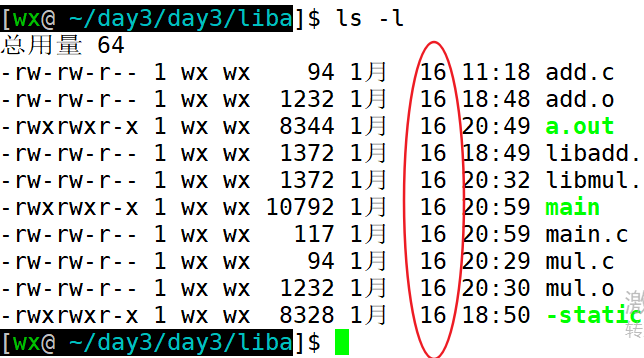 [wx@ ~/day3/day3/liba]$ ls -l
总用量 64
-rw-rw-r-- 1 wx wx 94 1月 16 11:18 add.c
-rw-rw-r-- 1 wx wx 1232 1月 16 18:48 add.o
-rwxrwxr-x 1 wx wx 8344 1月 16 20:49 a.out
-rw-rw-r-- 1 wx wx 1372 1月 16 18:49 libadd.
-rw-rw-r-- 1 wx wx 1372 1月 16 20:32 libmul.
-rwxrwxr-x 1 wx wx 10792 1月 16 20:59 main
-rw-rw-r-- 1 wx wx 117 1月 16 20:59 main.c
-rw-rw-r-- 1 wx wx 94 1月 16 20:29 mul.c
-rw-rw-r-- 1 wx wx 1232 1月 16 20:30 mul.o
-rwxrwxr-x 1 wx wx 8328 1月 16 18:50 -static
[wx@ ~/day3/day3/liba]$
激
转